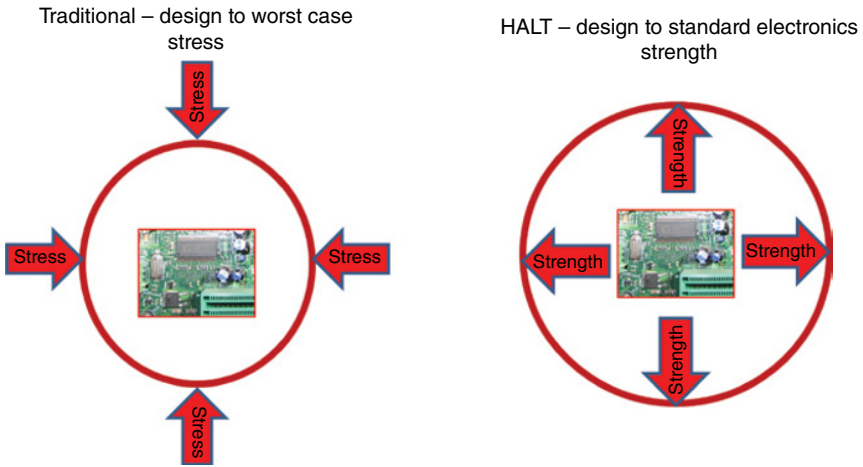 Traditional – design to worst case
stress
Stress
Stress
Stress
Stress
HALT – design to standard electronics
strength
Strength
Strength
Strength
Strength